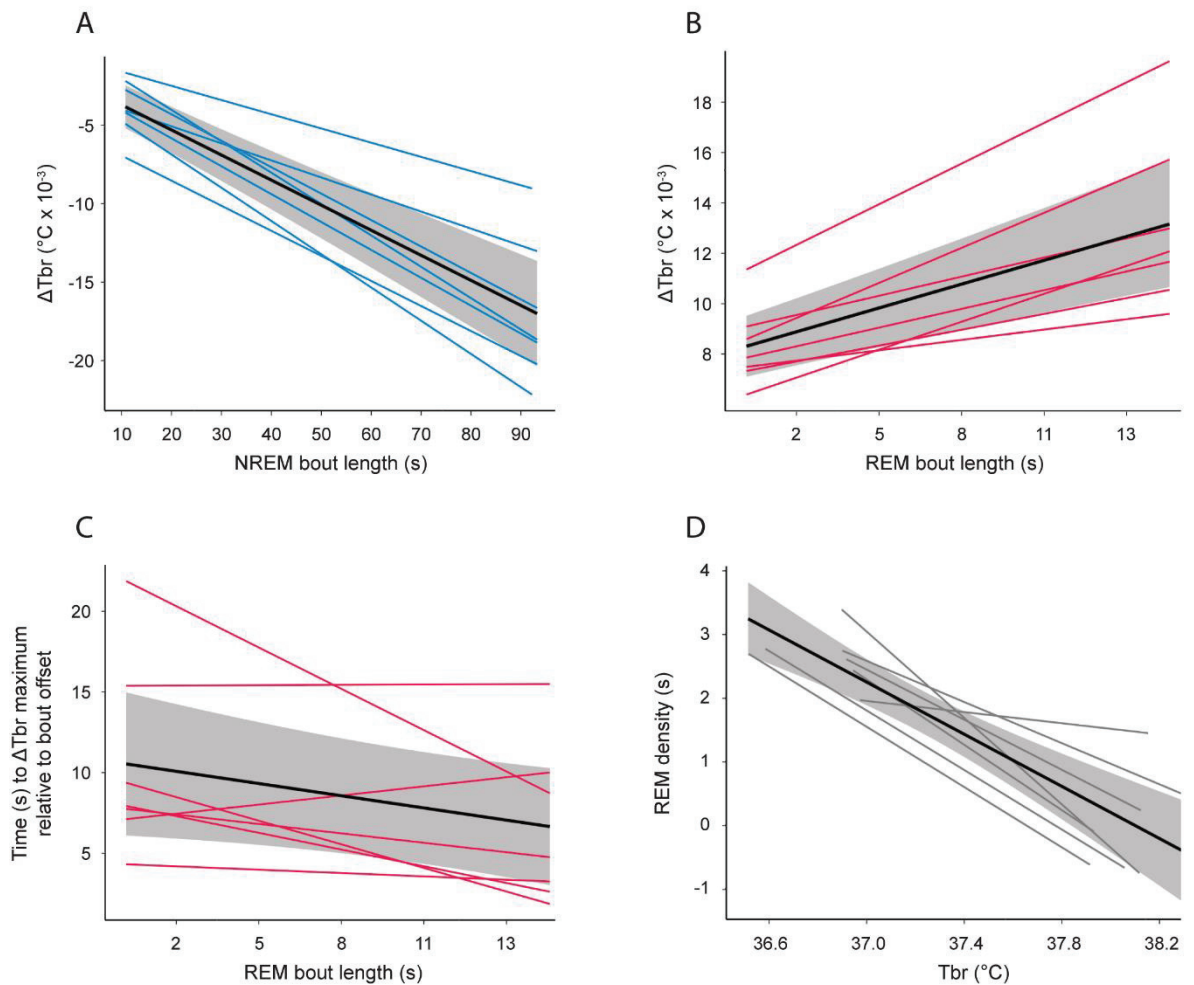 A
-5
-10
-15
-20
ΔTbr (°C x 10⁻³)
10 20 30 40 50 60 70 80 90
NREM bout length (s)
B
18
16
14
12
10
8
ΔTbr (°C x 10⁻³)
2 5 8 11 13
REM bout length (s)
C
20
15
10
5
Time (s) to ΔTbr maximum
relative to bout offset
2 5 8 11 13
REM bout length (s)
D
4
3
2
1
0
-1
REM density (s)
36.6 37.0 37.4 37.8 38.2
Tbr (°C)